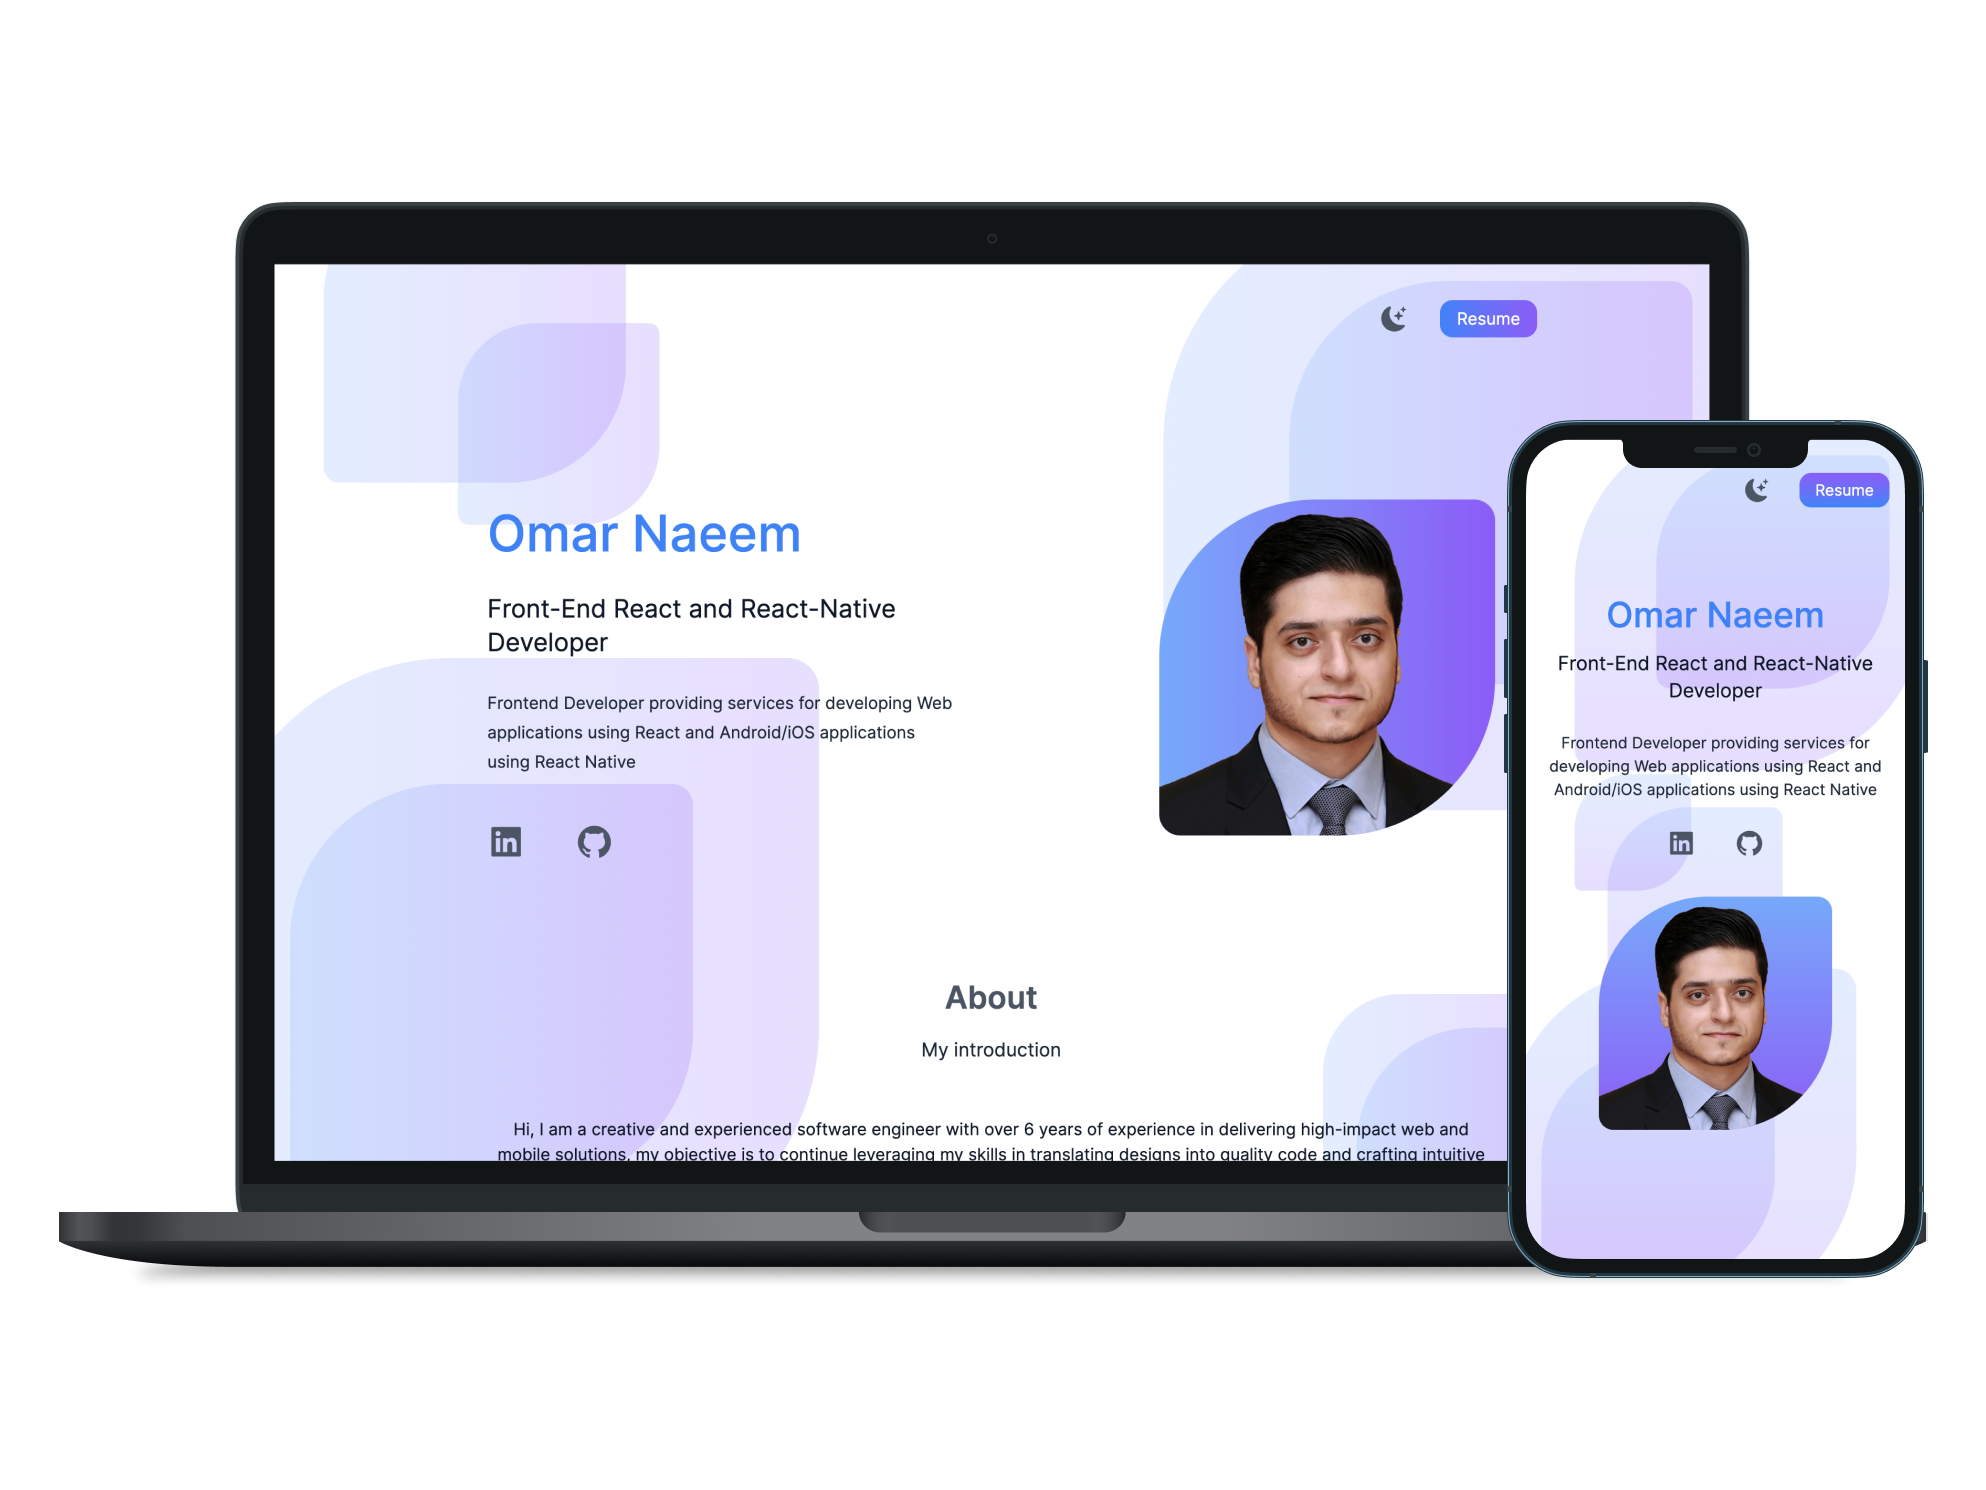 Resume
Omar Naeem
Front-End React and React-Native
Developer
Frontend Developer providing services for developing Web
applications using React and Android/iOS applications
using React Native
in
About
My introduction
Hi, I am a creative and experienced software engineer with over 6 years of experience in delivering high-impact web and
mobile solutions, my objective is to continue leveraging my skills in translating designs into quality code and crafting intuitive
Resume
Omar Naeem
Front-End React and React-Native
Developer
Frontend Developer providing services for
developing Web applications using React and
Android/iOS applications using React Native
in